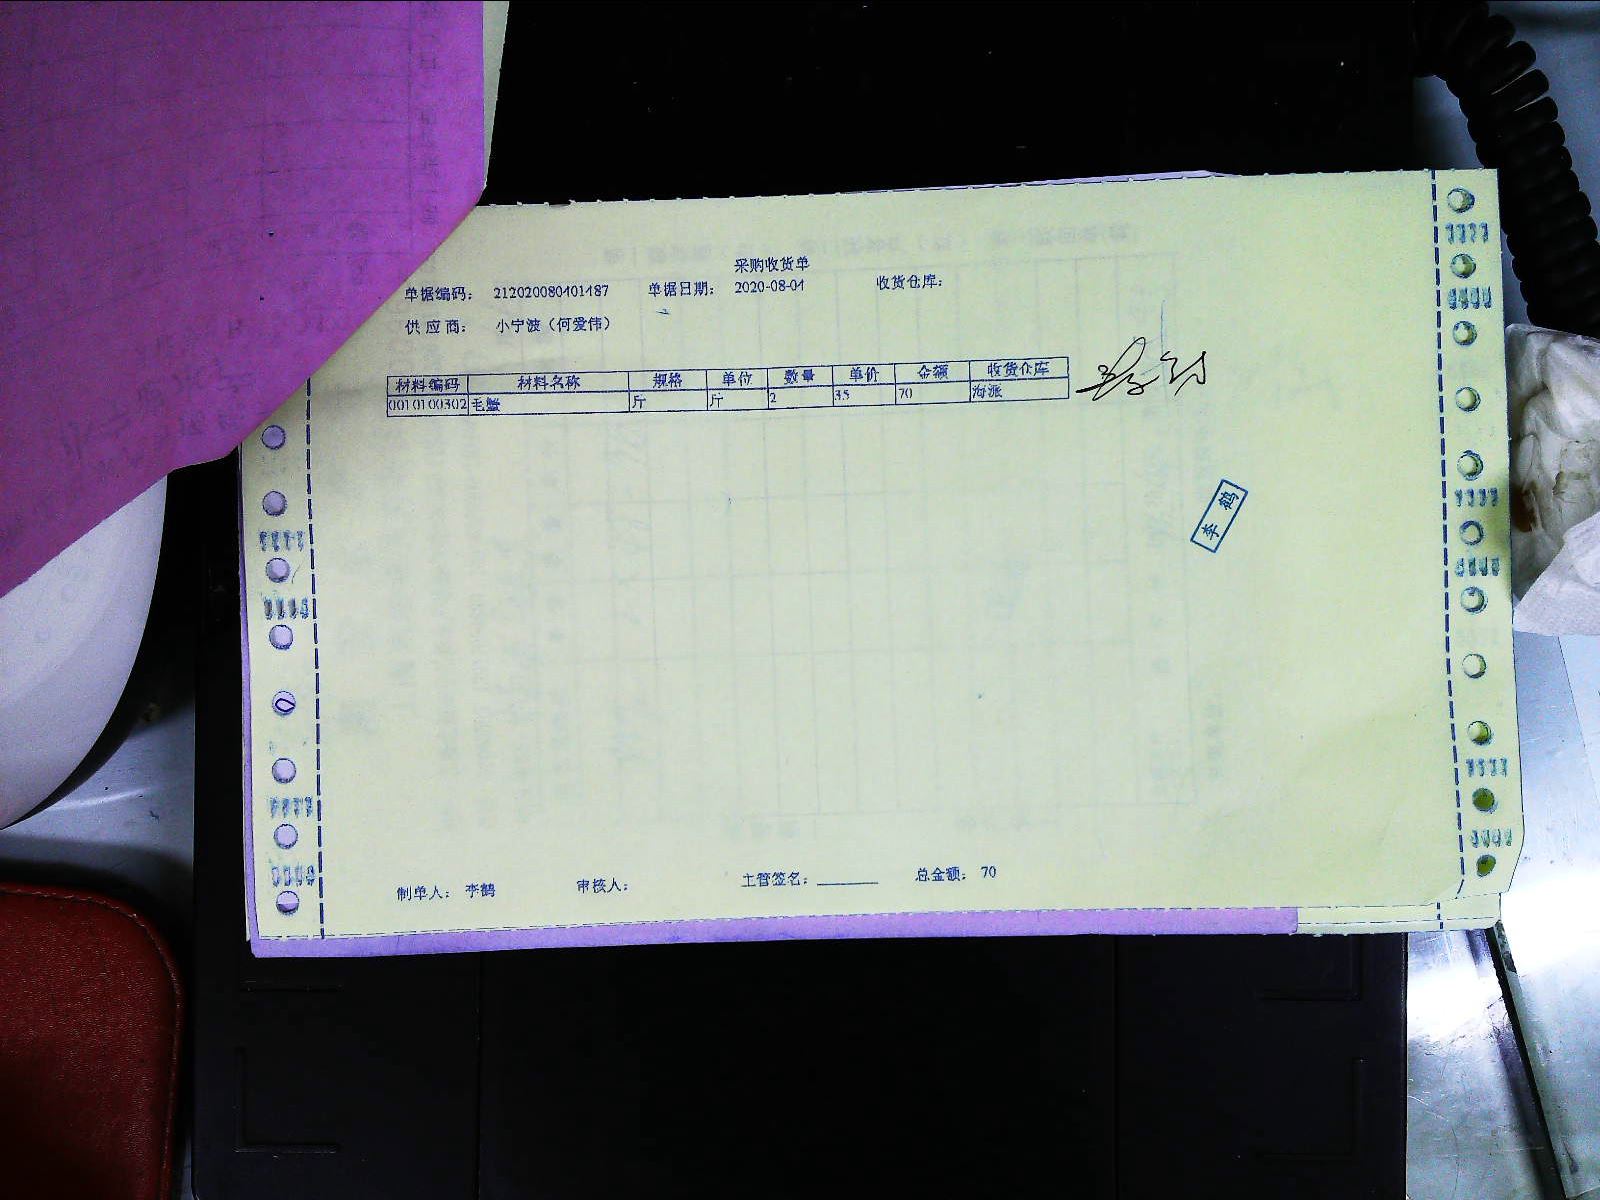 采购收货单
单据编码： 212020080401487 单据日期： 2020-08-04 收货仓库：
供应商： 小宁波（何爱伟）
材料编码 材料名称 规格 单位 数量 单价 金额 收货仓库
0010100302 毛蟹 斤 斤 2 35 70 海派
李鹤
制单人： 李鹤 审核人： 主管签名：________ 总金额： 70